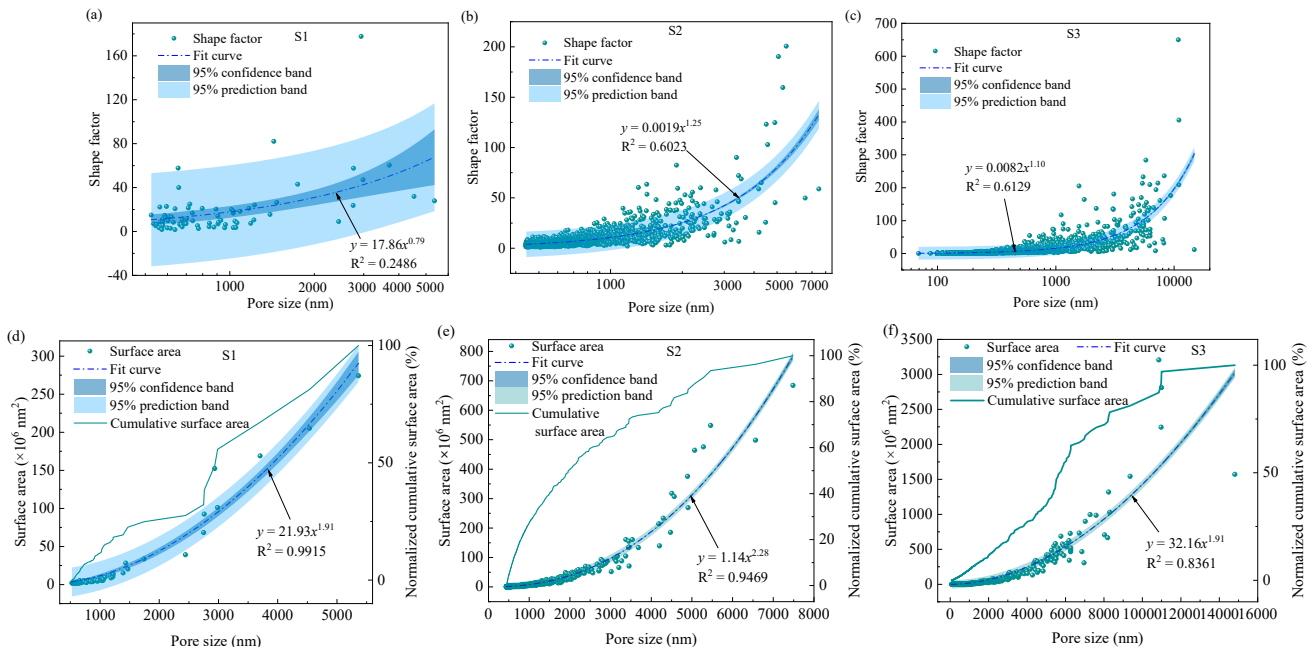 (a)
S1
Shape factor
Fit curve
95% confidence band
95% prediction band
y = 17.86x^0.79
R² = 0.2486
160
120
80
40
0
-40
Shape factor
1000
2000
3000
4000
5000
Pore size (nm)
(b)
S2
Shape factor
Fit curve
95% confidence band
95% prediction band
y = 0.0019x^1.25
R² = 0.6023
200
150
100
50
0
Shape factor
1000
3000
5000
7000
Pore size (nm)
(c)
S3
Shape factor
Fit curve
95% confidence band
95% prediction band
y = 0.0082x^1.10
R² = 0.6129
700
600
500
400
300
200
100
0
Shape factor
100
1000
10000
Pore size (nm)
(d)
S1
Surface area
Fit curve
95% confidence band
95% prediction band
Cumulative surface area
y = 21.93x^1.91
R² = 0.9915
300
250
200
150
100
50
0
Surface area (×10⁶ nm²)
100
50
0
Normalized cumulative surface area (%)
1000
2000
3000
4000
5000
Pore size (nm)
(e)
S2
Surface area
Fit curve
95% confidence band
95% prediction band
Cumulative
surface area
y = 1.14x^2.28
R² = 0.9469
800
700
600
500
400
300
200
100
0
Surface area (×10⁶ nm²)
100
80
60
40
20
0
Normalized cumulative surface area (%)
0
1000
2000
3000
4000
5000
6000
7000
8000
Pore size (nm)
(f)
Surface area
Fit curve
S3
95% confidence band
95% prediction band
Cumulative surface area
y = 32.16x^1.91
R² = 0.8361
3500
3000
2500
2000
1500
1000
500
0
Surface area (×10⁶ nm²)
100
50
0
Normalized cumulative surface area (%)
0
2000
4000
6000
8000
10000
12000
14000
16000
Pore size (nm)